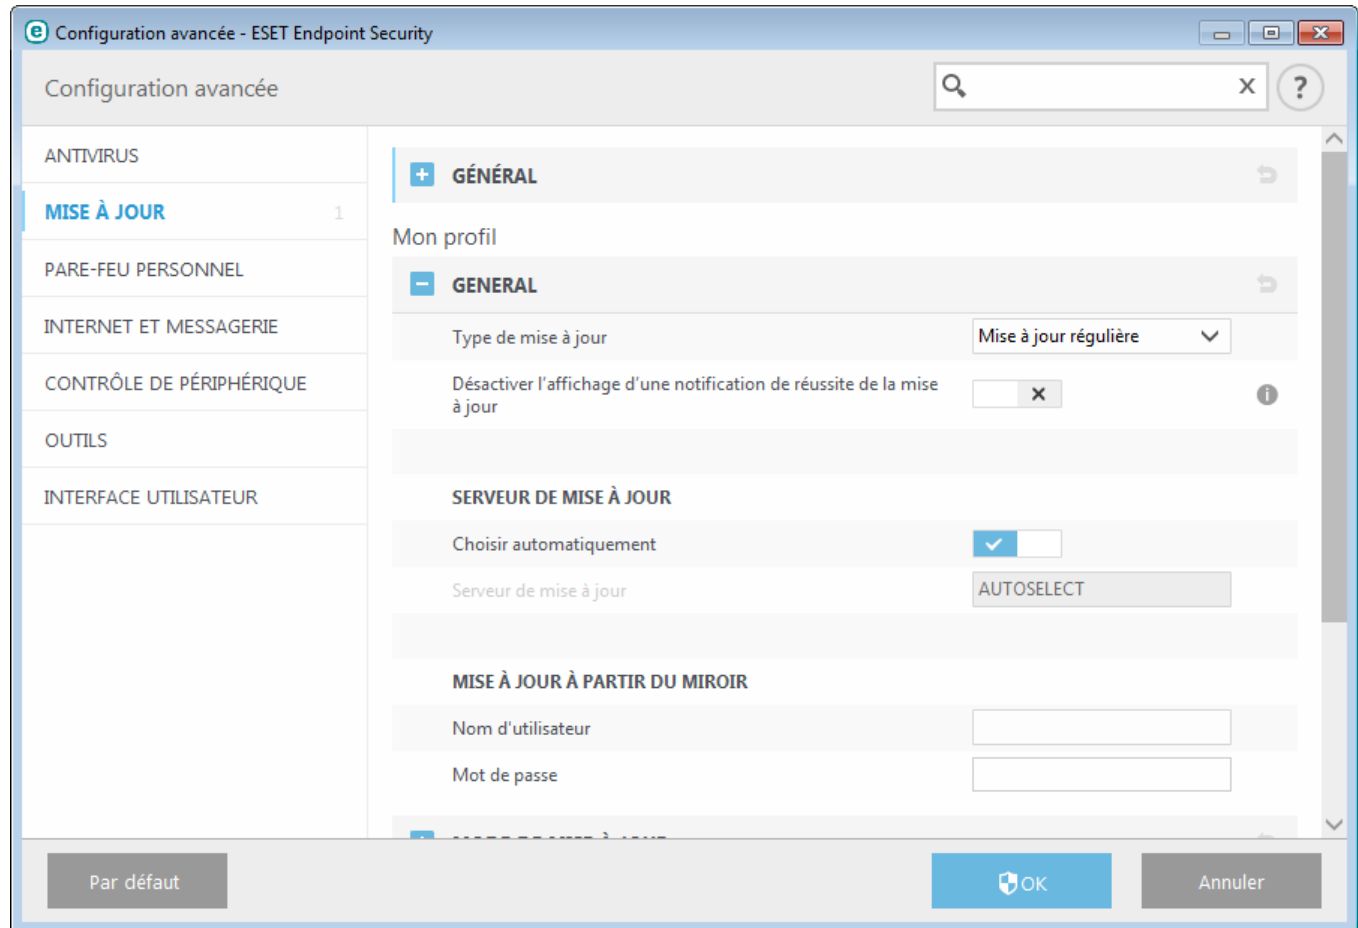 Configuration avancée - ESET Endpoint Security
Configuration avancée
?
ANTIVIRUS
MISE À JOUR 1
PARE-FEU PERSONNEL
INTERNET ET MESSAGERIE
CONTRÔLE DE PÉRIPHÉRIQUE
OUTILS
INTERFACE UTILISATEUR
GÉNÉRAL
Mon profil
GENERAL
Type de mise à jour Mise à jour régulière
Désactiver l'affichage d'une notification de réussite de la mise
à jour
SERVEUR DE MISE À JOUR
Choisir automatiquement
Serveur de mise à jour AUTOSELECT
MISE À JOUR À PARTIR DU MIROIR
Nom d'utilisateur
Mot de passe
Par défaut
OK
Annuler